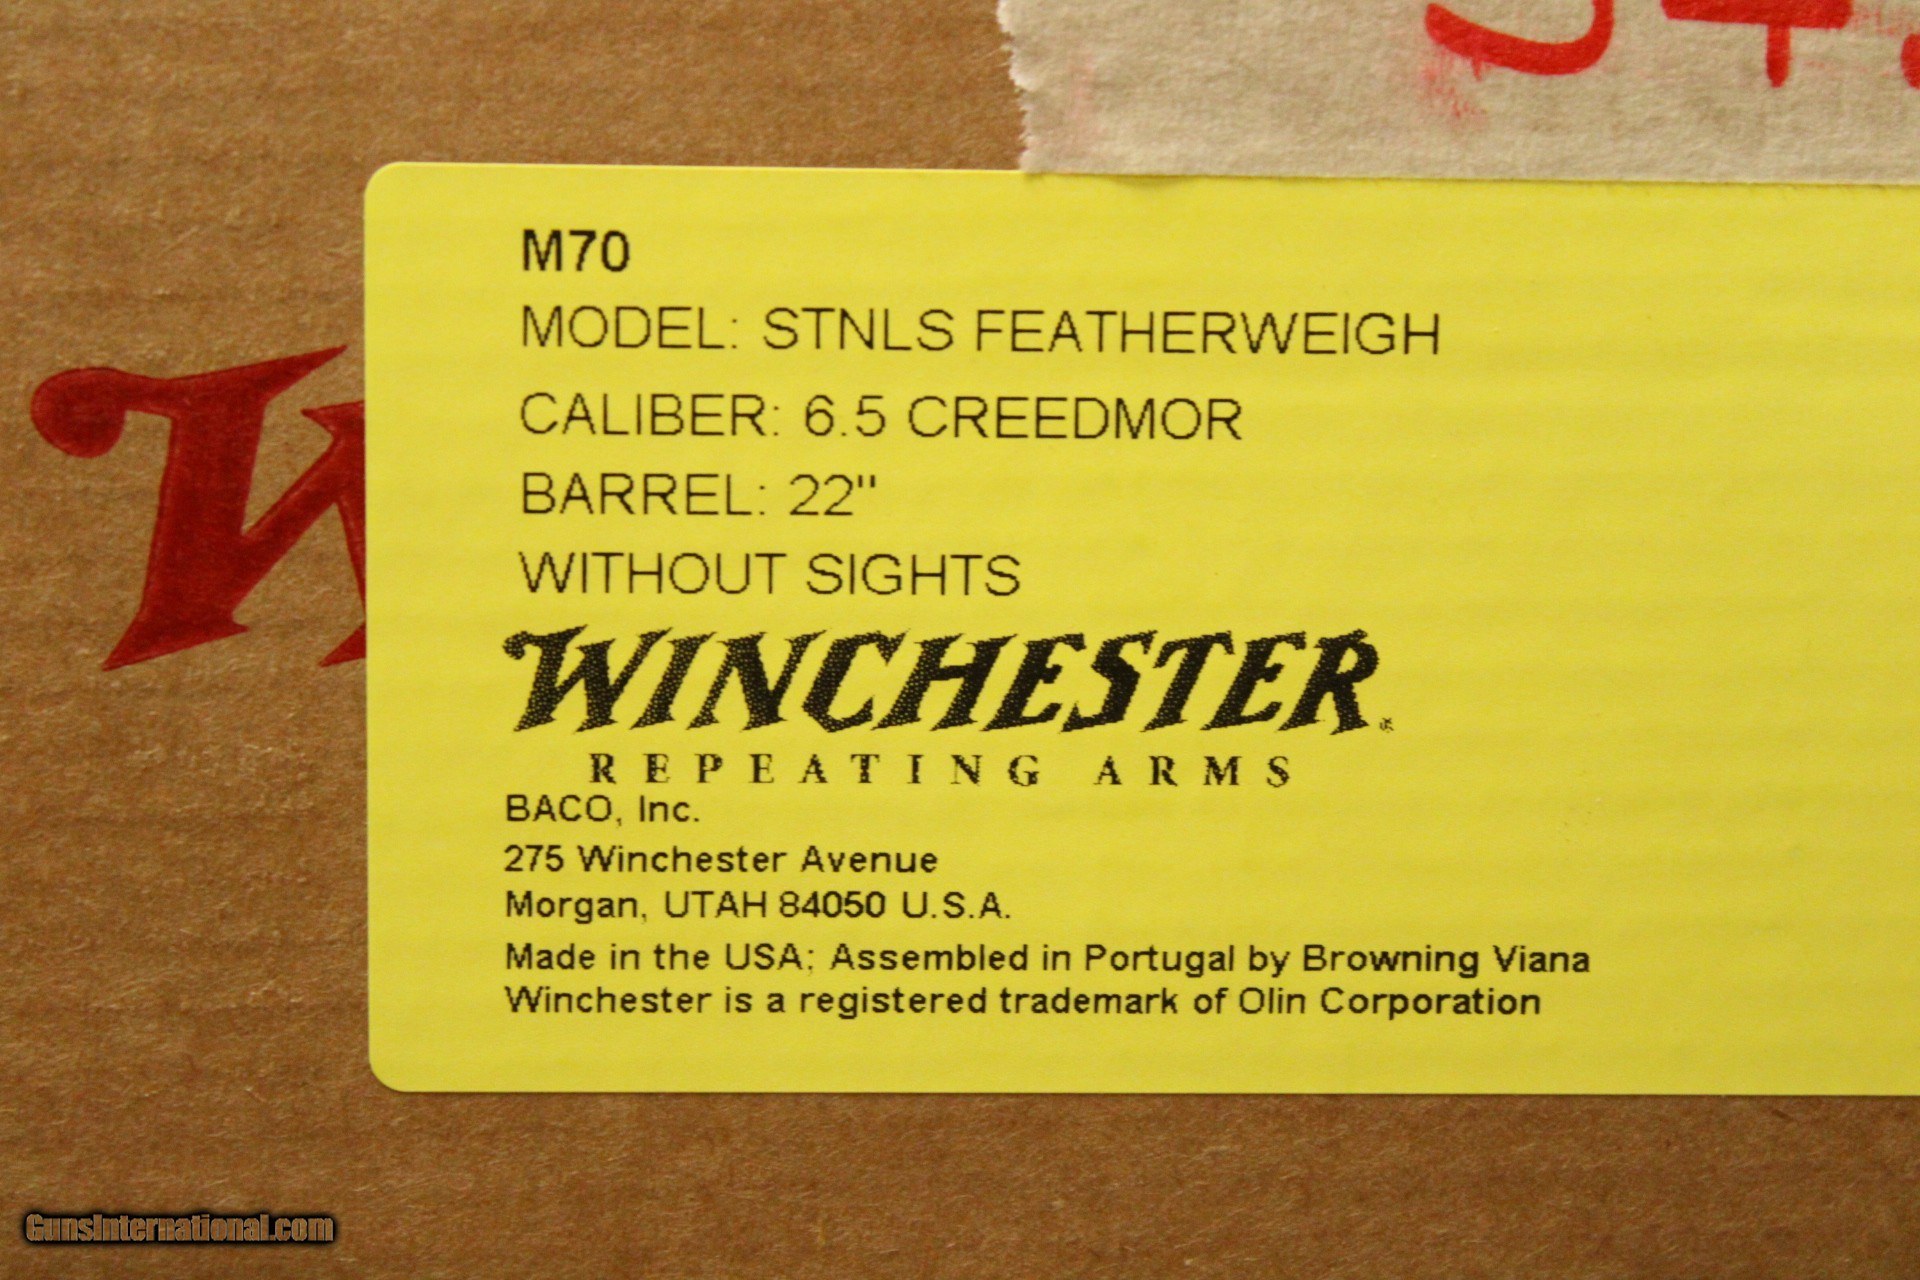 M70
MODEL: STNLS FEATHERWEIGH
CALIBER: 6.5 CREEDMOR
BARREL: 22"
WITHOUT SIGHTS
WINCHESTER
REPEATING ARMS
BACO, Inc.
275 Winchester Avenue
Morgan, UTAH 84050 U.S.A.
Made in the USA; Assembled in Portugal by Browning Viana
Winchester is a registered trademark of Olin Corporation
GunsInternational.com